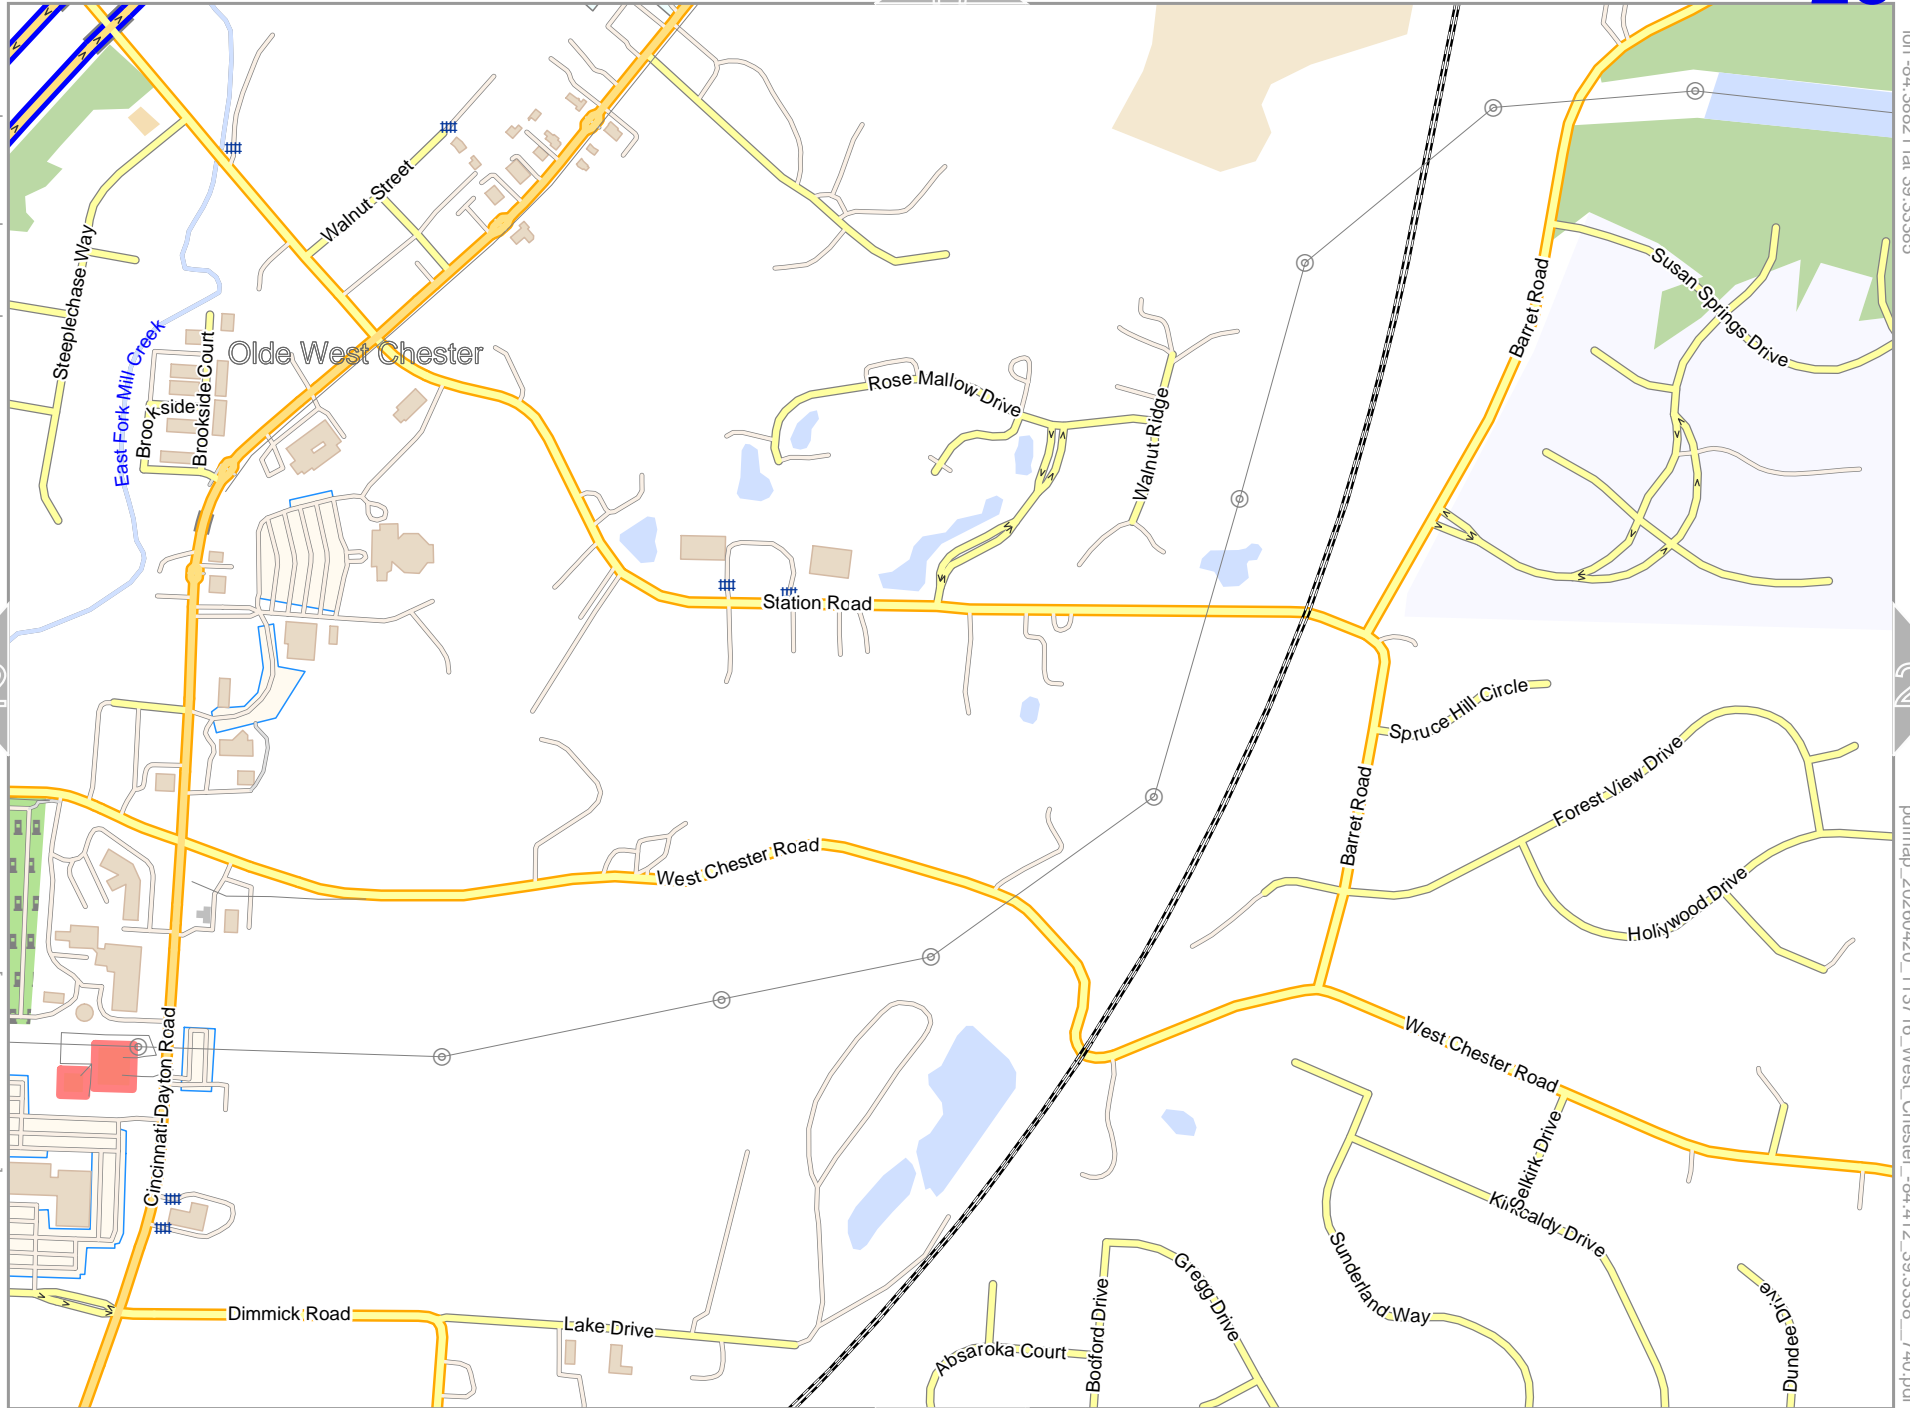 Walnut Street
Steeplechase Way
East Fork Mill Creek
Brookside Court
Brookside
Olde West Chester
Rose Mallow Drive
Walnut Ridge
Barret Road
Susan Springs Drive
Station Road
Spruce Hill Circle
Forest View Drive
Barret Road
Hollywood Drive
West Chester Road
Cincinnati-Dayton Road
West Chester Road
Selkirk Drive
Kirkcaldy Drive
Sunderland Way
Gregg Drive
Bodford Drive
Absaroka Court
Dundee Drive
Dimmick Road
Lake Drive
2